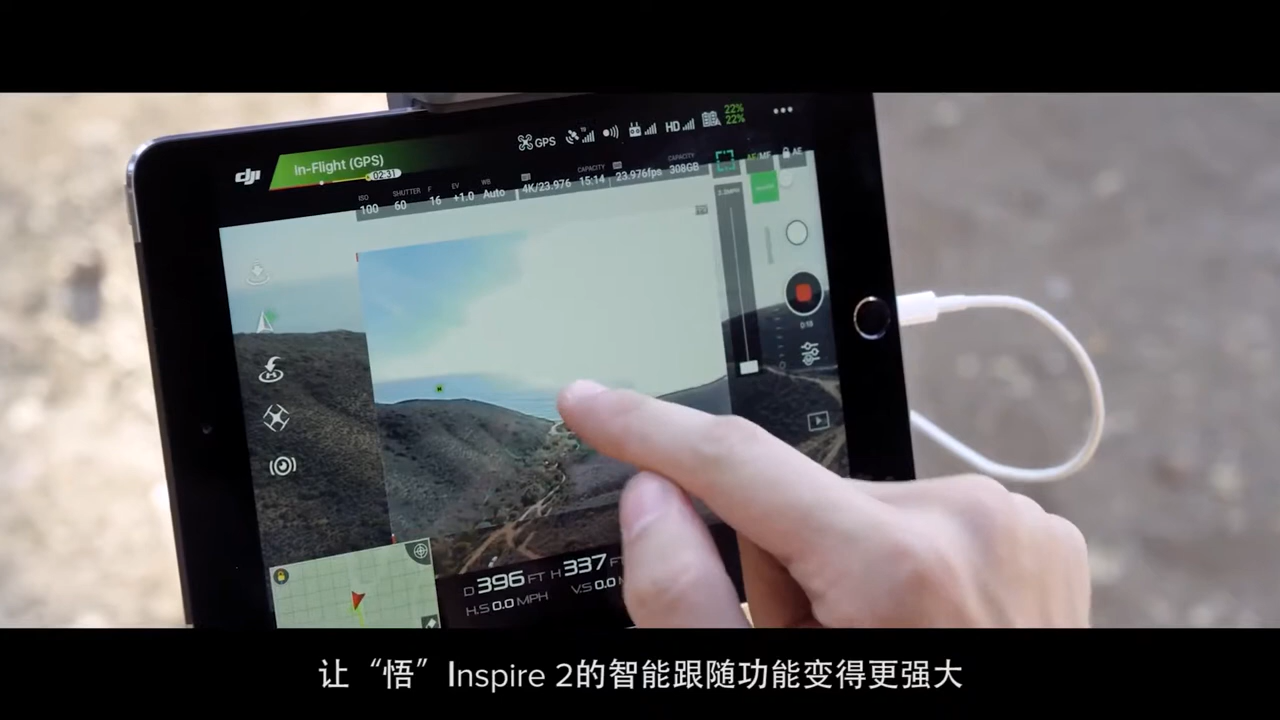 dji
In-Flight (GPS)
02:31
GPS
HD
22%
22%
ISO
100
SHUTTER
60
F
16
EV
+1.0
WB
Auto
4K/23.976
CAPACITY
15:14
23.976fps
CAPACITY
308GB
AF/MF
AE
D 396 FT H 337 F
H.S 0.0 MPH V.S 0.0
让“悟”Inspire 2的智能跟随功能变得更强大